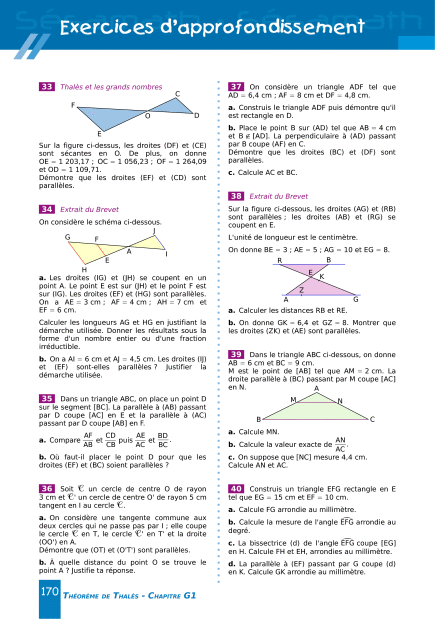 Exercices d'approfondissement
33 Thalès et les grands nombres
C
F
O
D
E
Sur la figure ci-dessus, les droites (DF) et (CE)
sont sécantes en O. De plus, on donne
OE = 1 203,17 ; OC = 1 056,23 ; OF = 1 264,09
et OD = 1 109,71.
Démontre que les droites (EF) et (CD) sont
parallèles.
34 Extrait du Brevet
On considère le schéma ci-dessous.
J
G
F
A
E
I
H
a. Les droites (IG) et (JH) se coupent en un
point A. Le point E est sur (JH) et le point F est
sur (IG). Les droites (EF) et (HG) sont parallèles.
On a AE = 3 cm ; AF = 4 cm ; AH = 7 cm et
EF = 6 cm.
Calculer les longueurs AG et HG en justifiant la
démarche utilisée. Donner les résultats sous la
forme d'un nombre entier ou d'une fraction
irréductible.
b. On a AI = 6 cm et AJ = 4,5 cm. Les droites (IJ)
et (EF) sont-elles parallèles ? Justifier la
démarche utilisée.
35 Dans un triangle ABC, on place un point D
sur le segment [BC]. La parallèle à (AB) passant
par D coupe [AC] en E et la parallèle à (AC)
passant par D coupe [AB] en F.
a. Compare AF/AB et CD/CB puis AE/AC et BD/BC.
b. Où faut-il placer le point D pour que les
droites (EF) et (BC) soient parallèles ?
36 Soit 𝒞 un cercle de centre O de rayon
3 cm et 𝒞' un cercle de centre O' de rayon 5 cm
tangent en I au cercle 𝒞.
a. On considère une tangente commune aux
deux cercles qui ne passe pas par I ; elle coupe
le cercle 𝒞 en T, le cercle 𝒞' en T' et la droite
(OO') en A.
Démontre que (OT) et (O'T') sont parallèles.
b. À quelle distance du point O se trouve le
point A ? Justifie ta réponse.
37 On considère un triangle ADF tel que
AD = 6,4 cm ; AF = 8 cm et DF = 4,8 cm.
a. Construis le triangle ADF puis démontre qu'il
est rectangle en D.
b. Place le point B sur (AD) tel que AB = 4 cm
et B ∉ [AD]. La perpendiculaire à (AD) passant
par B coupe (AF) en C.
Démontre que les droites (BC) et (DF) sont
parallèles.
c. Calcule AC et BC.
38 Extrait du Brevet
Sur la figure ci-dessous, les droites (AG) et (RB)
sont parallèles ; les droites (AB) et (RG) se
coupent en E.
L'unité de longueur est le centimètre.
On donne BE = 3 ; AE = 5 ; AG = 10 et EG = 8.
R
B
E
K
Z
A
G
a. Calculer les distances RB et RE.
b. On donne GK = 6,4 et GZ = 8. Montrer que
les droites (ZK) et (AE) sont parallèles.
39 Dans le triangle ABC ci-dessous, on donne
AB = 6 cm et BC = 9 cm.
M est le point de [AB] tel que AM = 2 cm. La
droite parallèle à (BC) passant par M coupe [AC]
en N.
A
M
N
B
C
a. Calcule MN.
b. Calcule la valeur exacte de AN/AC.
c. On suppose que [NC] mesure 4,4 cm.
Calcule AN et AC.
40 Construis un triangle EFG rectangle en E
tel que EG = 15 cm et EF = 10 cm.
a. Calcule FG arrondie au millimètre.
b. Calcule la mesure de l'angle EFG arrondie au
degré.
c. La bissectrice (d) de l'angle EFG coupe [EG]
en H. Calcule FH et EH, arrondies au millimètre.
d. La parallèle à (EF) passant par G coupe (d)
en K. Calcule GK arrondie au millimètre.
170 THÉORÈME DE THALÈS - CHAPITRE G1